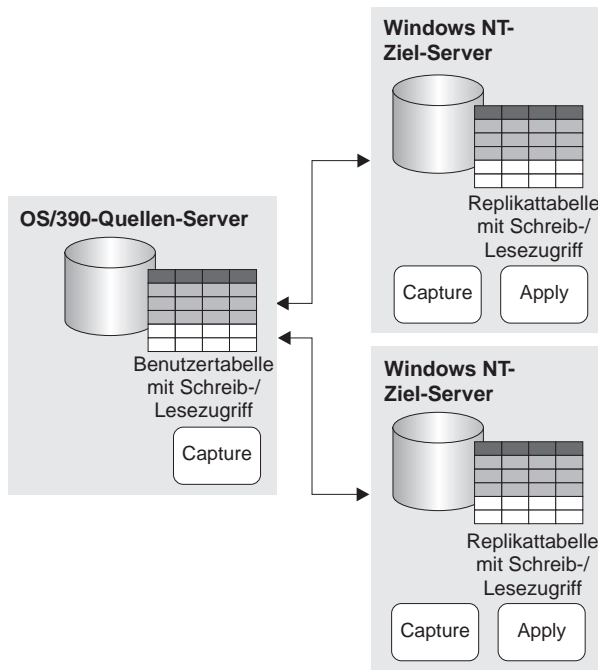 OS/390-Quellen-Server
Benutzertabelle
mit Schreib-/
Lesezugriff
Capture
Windows NT-
Ziel-Server
Replikattabelle
mit Schreib-/
Lesezugriff
Capture
Apply
Windows NT-
Ziel-Server
Replikattabelle
mit Schreib-/
Lesezugriff
Capture
Apply